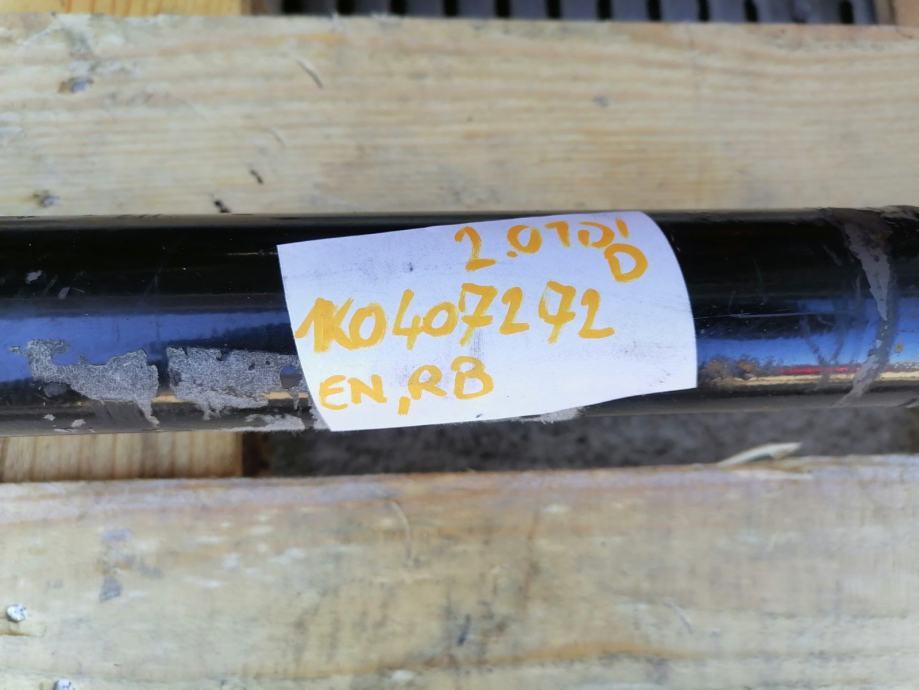 2.0TDI
D
1K0407272
EN,RB